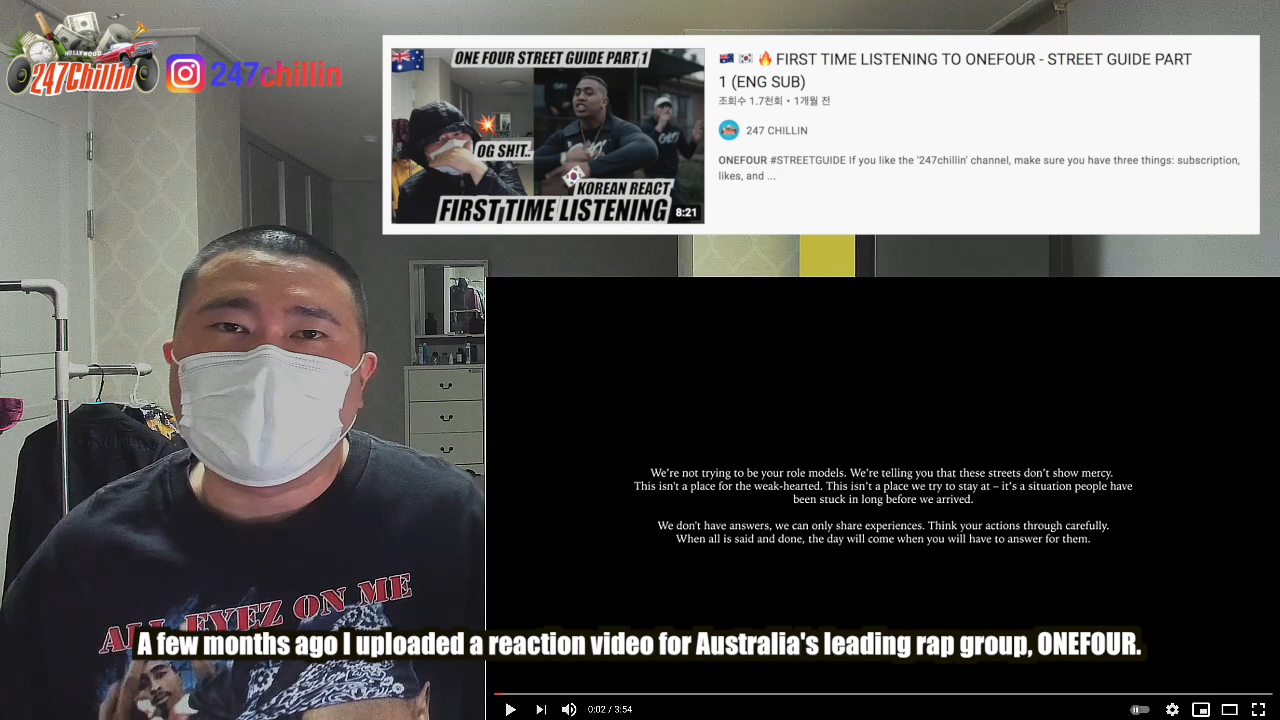 HOLLYWOOD
247Chillin
247chillin
ONE FOUR STREET GUIDE PART 1
OG SH!T..
KOREAN REACT
FIRST TIME LISTENING
8:21
🇦🇺 🇰🇷 🔥 FIRST TIME LISTENING TO ONEFOUR - STREET GUIDE PART
1 (ENG SUB)
조회수 1.7천회 • 1개월 전
247 CHILLIN
ONEFOUR #STREETGUIDE If you like the '247chillin' channel, make sure you have three things: subscription,
likes, and ...
We're not trying to be your role models. We're telling you that these streets don't show mercy.
This isn't a place for the weak-hearted. This isn't a place we try to stay at – it's a situation people have
been stuck in long before we arrived.
We don't have answers, we can only share experiences. Think your actions through carefully.
When all is said and done, the day will come when you will have to answer for them.
ALL EYEZ ON ME
A few months ago I uploaded a reaction video for Australia's leading rap group, ONEFOUR.
0:02 / 3:54